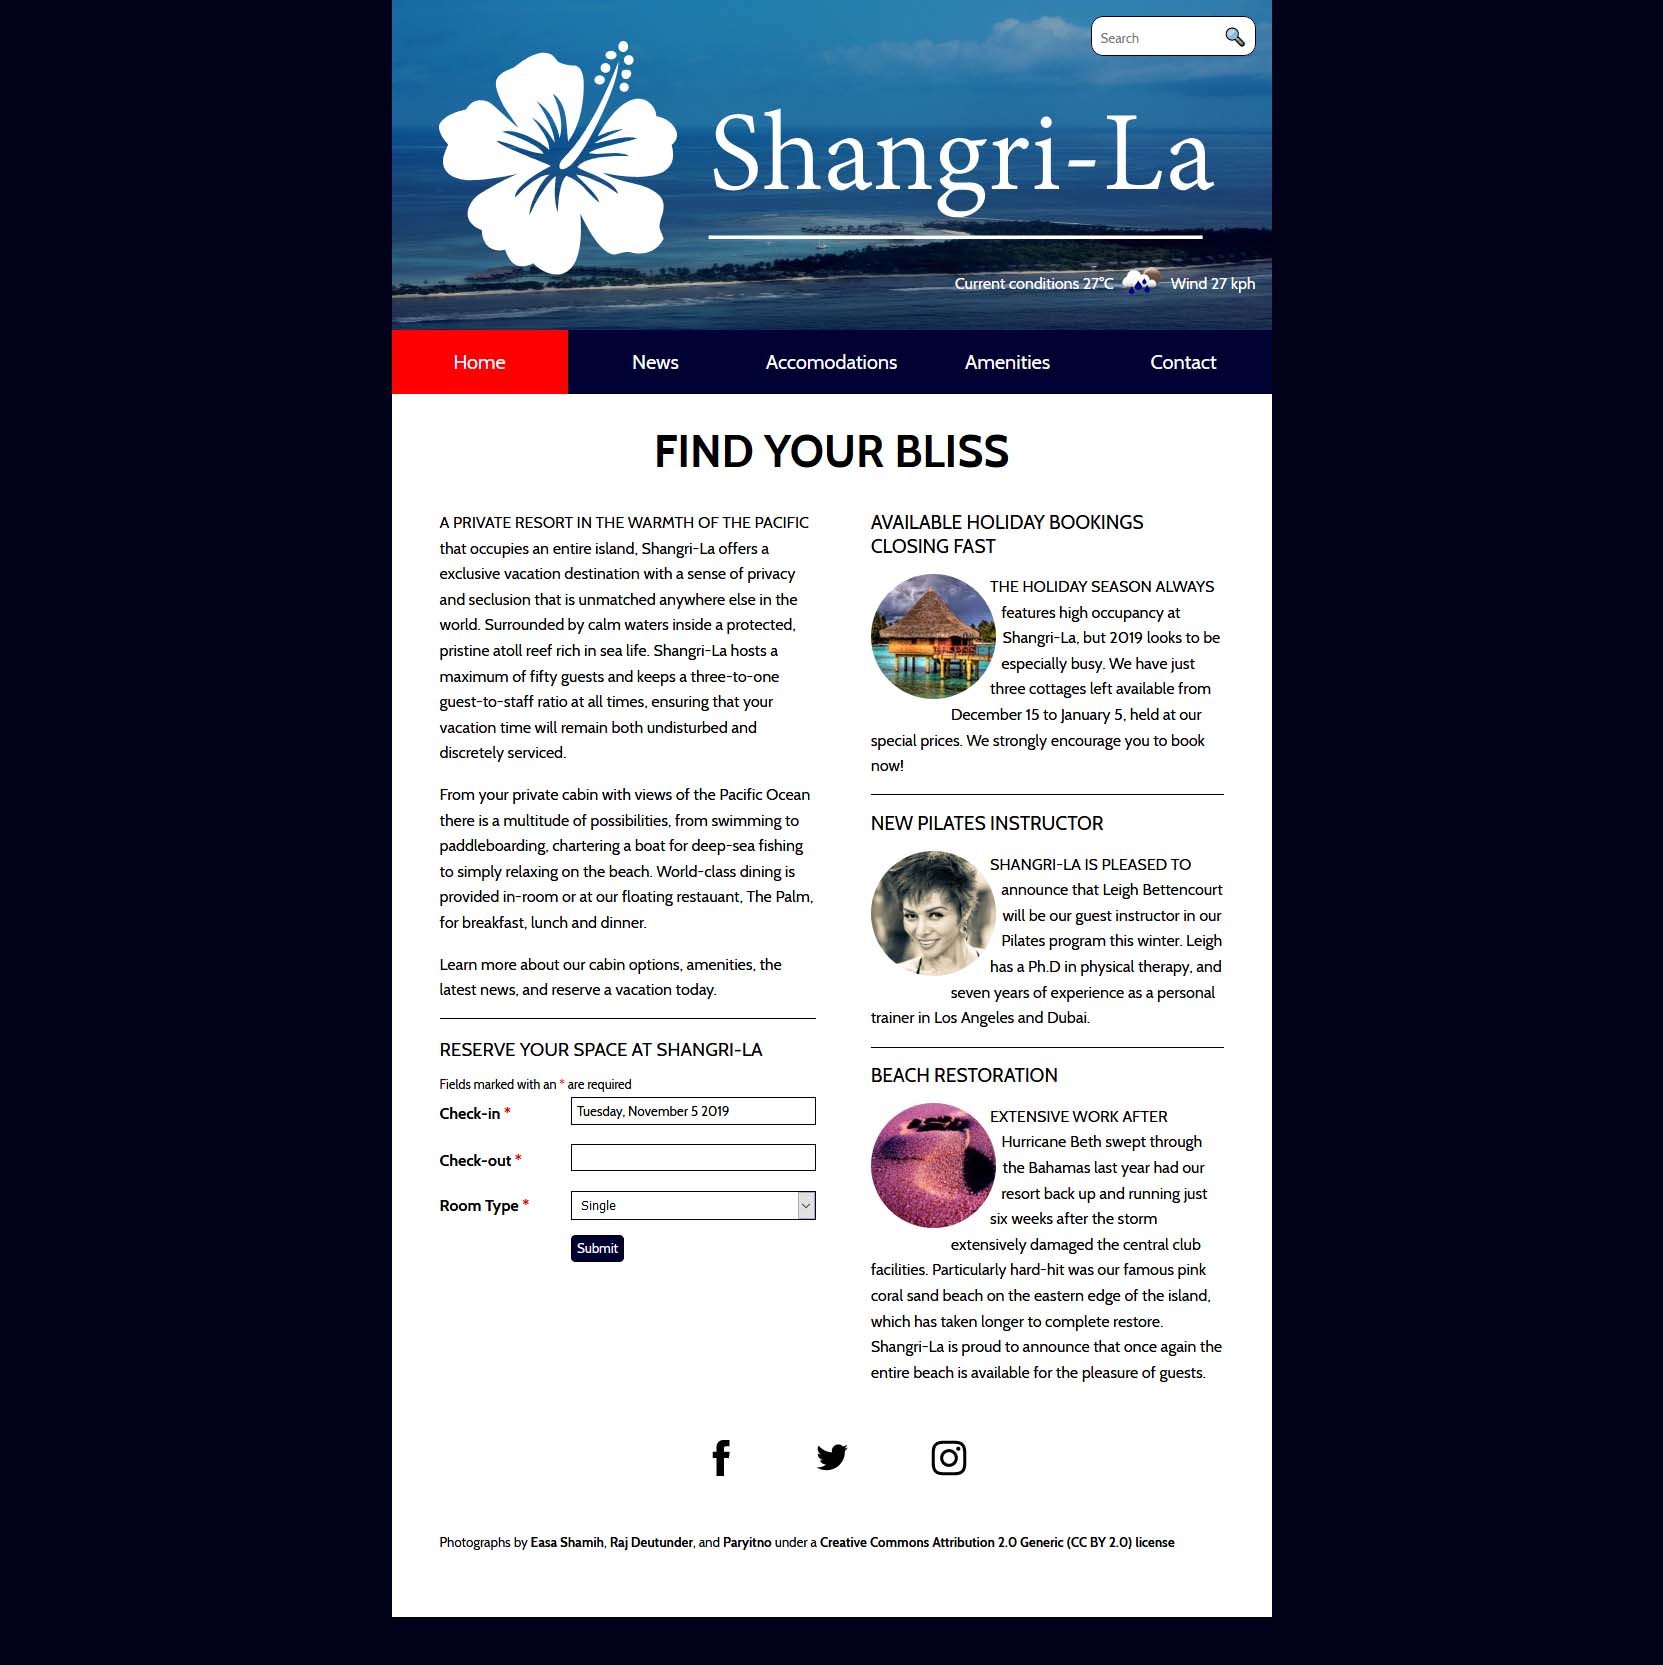 Search
Shangri-La
Current conditions 27°C Wind 27 kph
Home News Accomodations Amenities Contact
FIND YOUR BLISS
A PRIVATE RESORT IN THE WARMTH OF THE PACIFIC
that occupies an entire island, Shangri-La offers a
exclusive vacation destination with a sense of privacy
and seclusion that is unmatched anywhere else in the
world. Surrounded by calm waters inside a protected,
pristine atoll reef rich in sea life. Shangri-La hosts a
maximum of fifty guests and keeps a three-to-one
guest-to-staff ratio at all times, ensuring that your
vacation time will remain both undisturbed and
discretely serviced.
From your private cabin with views of the Pacific Ocean
there is a multitude of possibilities, from swimming to
paddleboarding, chartering a boat for deep-sea fishing
to simply relaxing on the beach. World-class dining is
provided in-room or at our floating restauant, The Palm,
for breakfast, lunch and dinner.
Learn more about our cabin options, amenities, the
latest news, and reserve a vacation today.
RESERVE YOUR SPACE AT SHANGRI-LA
Fields marked with an * are required
Check-in * Tuesday, November 5 2019
Check-out *
Room Type * Single
Submit
AVAILABLE HOLIDAY BOOKINGS
CLOSING FAST
THE HOLIDAY SEASON ALWAYS
features high occupancy at
Shangri-La, but 2019 looks to be
especially busy. We have just
three cottages left available from
December 15 to January 5, held at our
special prices. We strongly encourage you to book
now!
NEW PILATES INSTRUCTOR
SHANGRI-LA IS PLEASED TO
announce that Leigh Bettencourt
will be our guest instructor in our
Pilates program this winter. Leigh
has a Ph.D in physical therapy, and
seven years of experience as a personal
trainer in Los Angeles and Dubai.
BEACH RESTORATION
EXTENSIVE WORK AFTER
Hurricane Beth swept through
the Bahamas last year had our
resort back up and running just
six weeks after the storm
extensively damaged the central club
facilities. Particularly hard-hit was our famous pink
coral sand beach on the eastern edge of the island,
which has taken longer to complete restore.
Shangri-La is proud to announce that once again the
entire beach is available for the pleasure of guests.
Photographs by Easa Shamih, Raj Deutunder, and Paryitno under a Creative Commons Attribution 2.0 Generic (CC BY 2.0) license